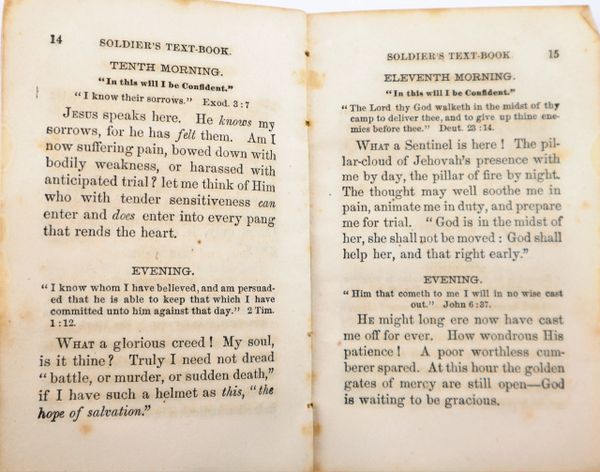 14
SOLDIER'S TEXT-BOOK.
TENTH MORNING.
"In this will I be Confident."
"I know their sorrows." Exod. 3:7
JESUS speaks here. He knows my
sorrows, for he has felt them. Am I
now suffering pain, bowed down with
bodily weakness, or harassed with
anticipated trial? let me think of Him
who with tender sensitiveness can
enter and does enter into every pang
that rends the heart.
EVENING.
"I know whom I have believed, and am persuad-
ed that he is able to keep that which I have
committed unto him against that day." 2 Tim.
1:12.
WHAT a glorious creed! My soul,
is it thine? Truly I need not dread
"battle, or murder, or sudden death,"
if I have such a helmet as this, "the
hope of salvation."
SOLDIER'S TEXT-BOOK 15
ELEVENTH MORNING.
"In this will I be Confident."
"The Lord thy God walketh in the midst of thy
camp to deliver thee, and to give up thine ene-
mies before thee." Deut. 23:14.
WHAT a Sentinel is here! The pil-
lar-cloud of Jehovah's presence with
me by day, the pillar of fire by night.
The thought may well soothe me in
pain, animate me in duty, and prepare
me for trial. "God is in the midst of
her, she shall not be moved: God shall
help her, and that right early."
EVENING.
"Him that cometh to me I will in no wise cast
out." John 6:37.
HE might long ere now have cast
me off for ever. How wondrous His
patience! A poor worthless cum-
berer spared. At this hour the golden
gates of mercy are still open—God
is waiting to be gracious.